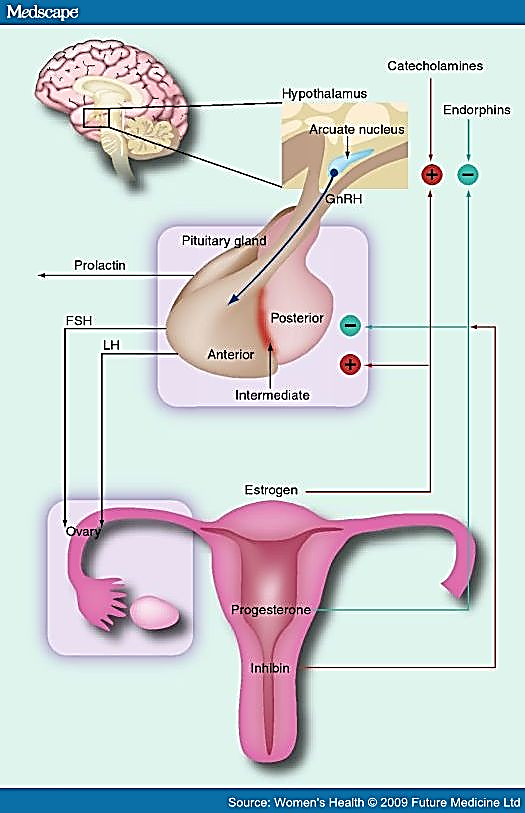 Medscape
Catecholamines
Hypothalamus
Endorphins
Arcuate nucleus
+
−
GnRH
Pituitary gland
Prolactin
FSH
Posterior
−
LH
Anterior
+
Intermediate
Estrogen
Ovary
Progesterone
Inhibin
Source: Women's Health © 2009 Future Medicine Ltd